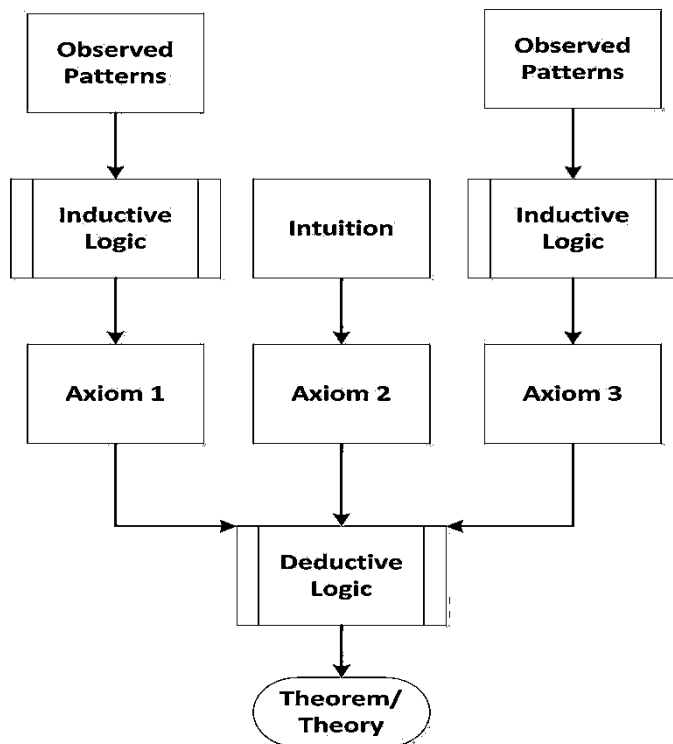 Observed
Patterns
Observed
Patterns
Inductive
Logic
Intuition
Inductive
Logic
Axiom 1
Axiom 2
Axiom 3
Deductive
Logic
Theorem/
Theory